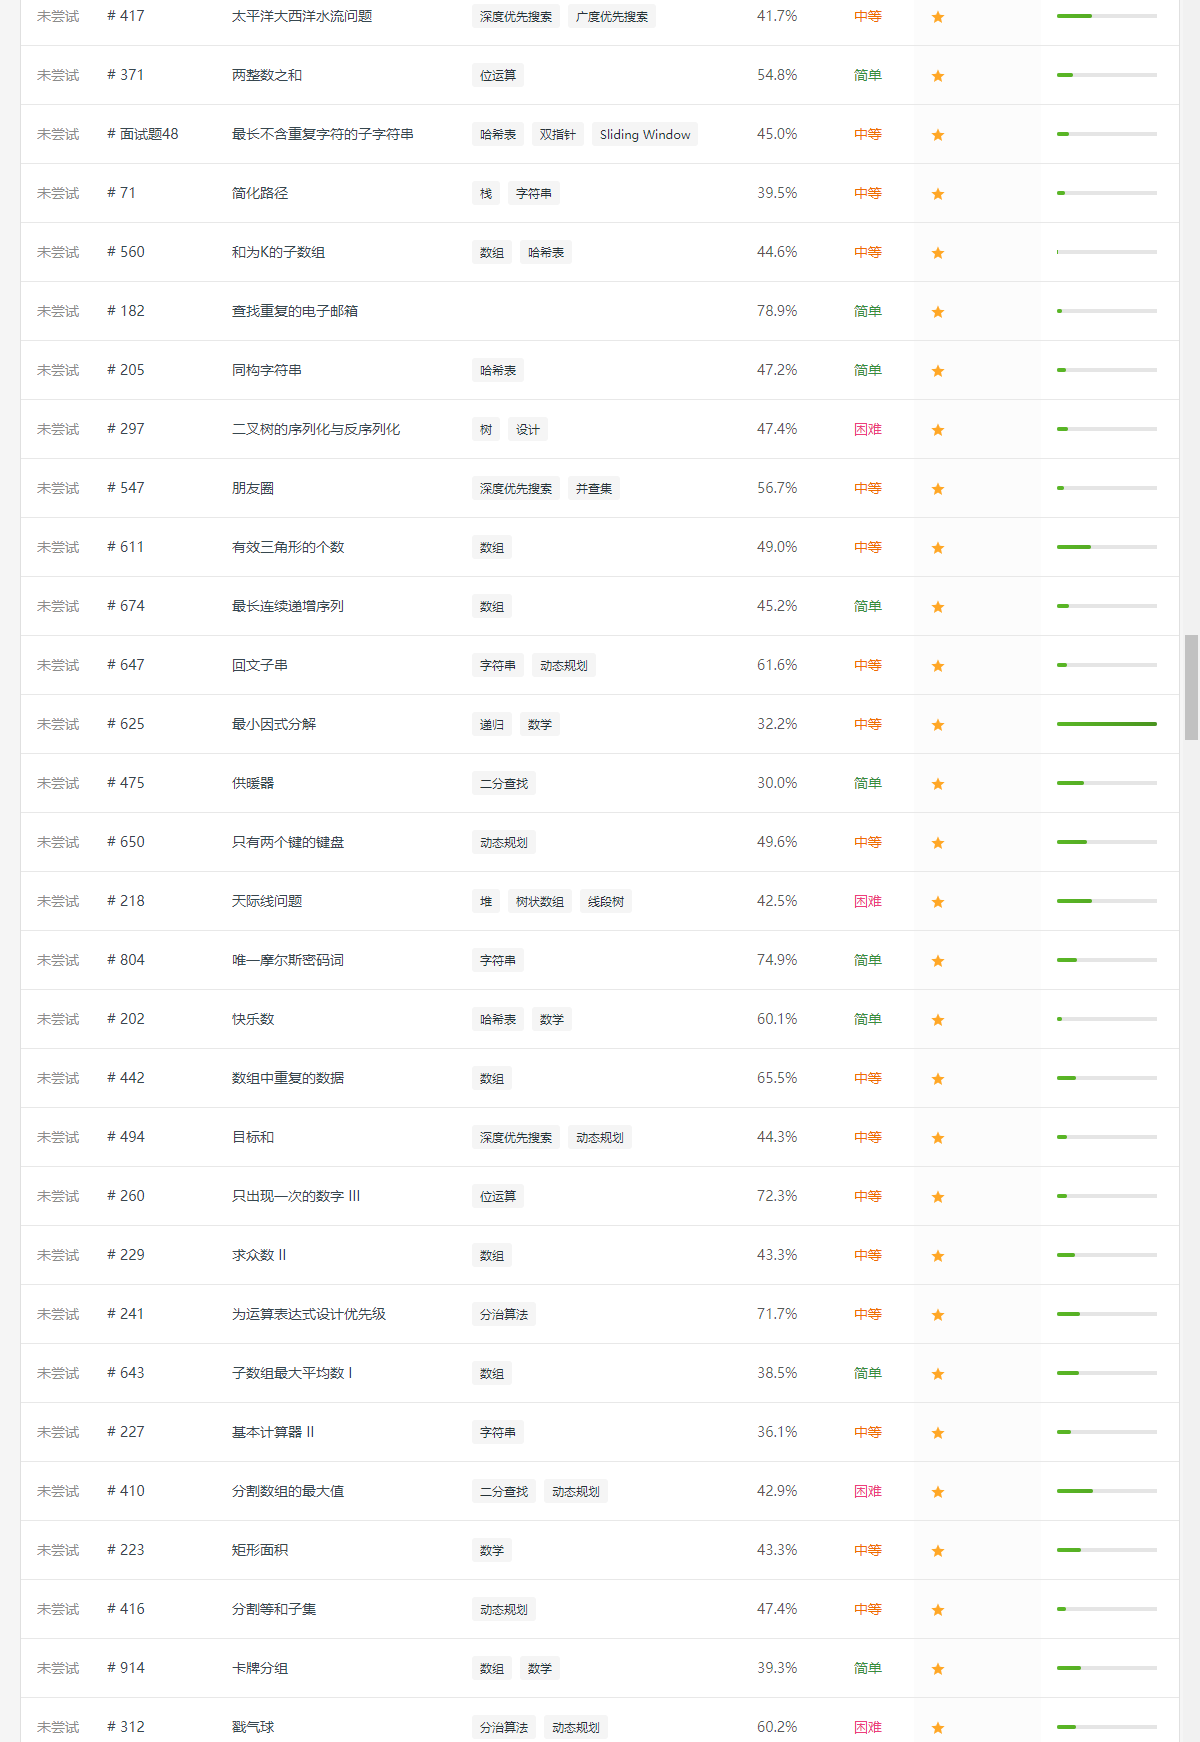 未尝试 # 417 太平洋大西洋水流问题 深度优先搜索 广度优先搜索 41.7% 中等
未尝试 # 371 两整数之和 位运算 54.8% 简单
未尝试 # 面试题48 最长不含重复字符的子字符串 哈希表 双指针 Sliding Window 45.0% 中等
未尝试 # 71 简化路径 栈 字符串 39.5% 中等
未尝试 # 560 和为K的子数组 数组 哈希表 44.6% 中等
未尝试 # 182 查找重复的电子邮箱 78.9% 简单
未尝试 # 205 同构字符串 哈希表 47.2% 简单
未尝试 # 297 二叉树的序列化与反序列化 树 设计 47.4% 困难
未尝试 # 547 朋友圈 深度优先搜索 并查集 56.7% 中等
未尝试 # 611 有效三角形的个数 数组 49.0% 中等
未尝试 # 674 最长连续递增序列 数组 45.2% 简单
未尝试 # 647 回文子串 字符串 动态规划 61.6% 中等
未尝试 # 625 最小因式分解 递归 数学 32.2% 中等
未尝试 # 475 供暖器 二分查找 30.0% 简单
未尝试 # 650 只有两个键的键盘 动态规划 49.6% 中等
未尝试 # 218 天际线问题 堆 树状数组 线段树 42.5% 困难
未尝试 # 804 唯一摩尔斯密码词 字符串 74.9% 简单
未尝试 # 202 快乐数 哈希表 数学 60.1% 简单
未尝试 # 442 数组中重复的数据 数组 65.5% 中等
未尝试 # 494 目标和 深度优先搜索 动态规划 44.3% 中等
未尝试 # 260 只出现一次的数字 III 位运算 72.3% 中等
未尝试 # 229 求众数 II 数组 43.3% 中等
未尝试 # 241 为运算表达式设计优先级 分治算法 71.7% 中等
未尝试 # 643 子数组最大平均数 I 数组 38.5% 简单
未尝试 # 227 基本计算器 II 字符串 36.1% 中等
未尝试 # 410 分割数组的最大值 二分查找 动态规划 42.9% 困难
未尝试 # 223 矩形面积 数学 43.3% 中等
未尝试 # 416 分割等和子集 动态规划 47.4% 中等
未尝试 # 914 卡牌分组 数组 数学 39.3% 简单
未尝试 # 312 戳气球 分治算法 动态规划 60.2% 困难